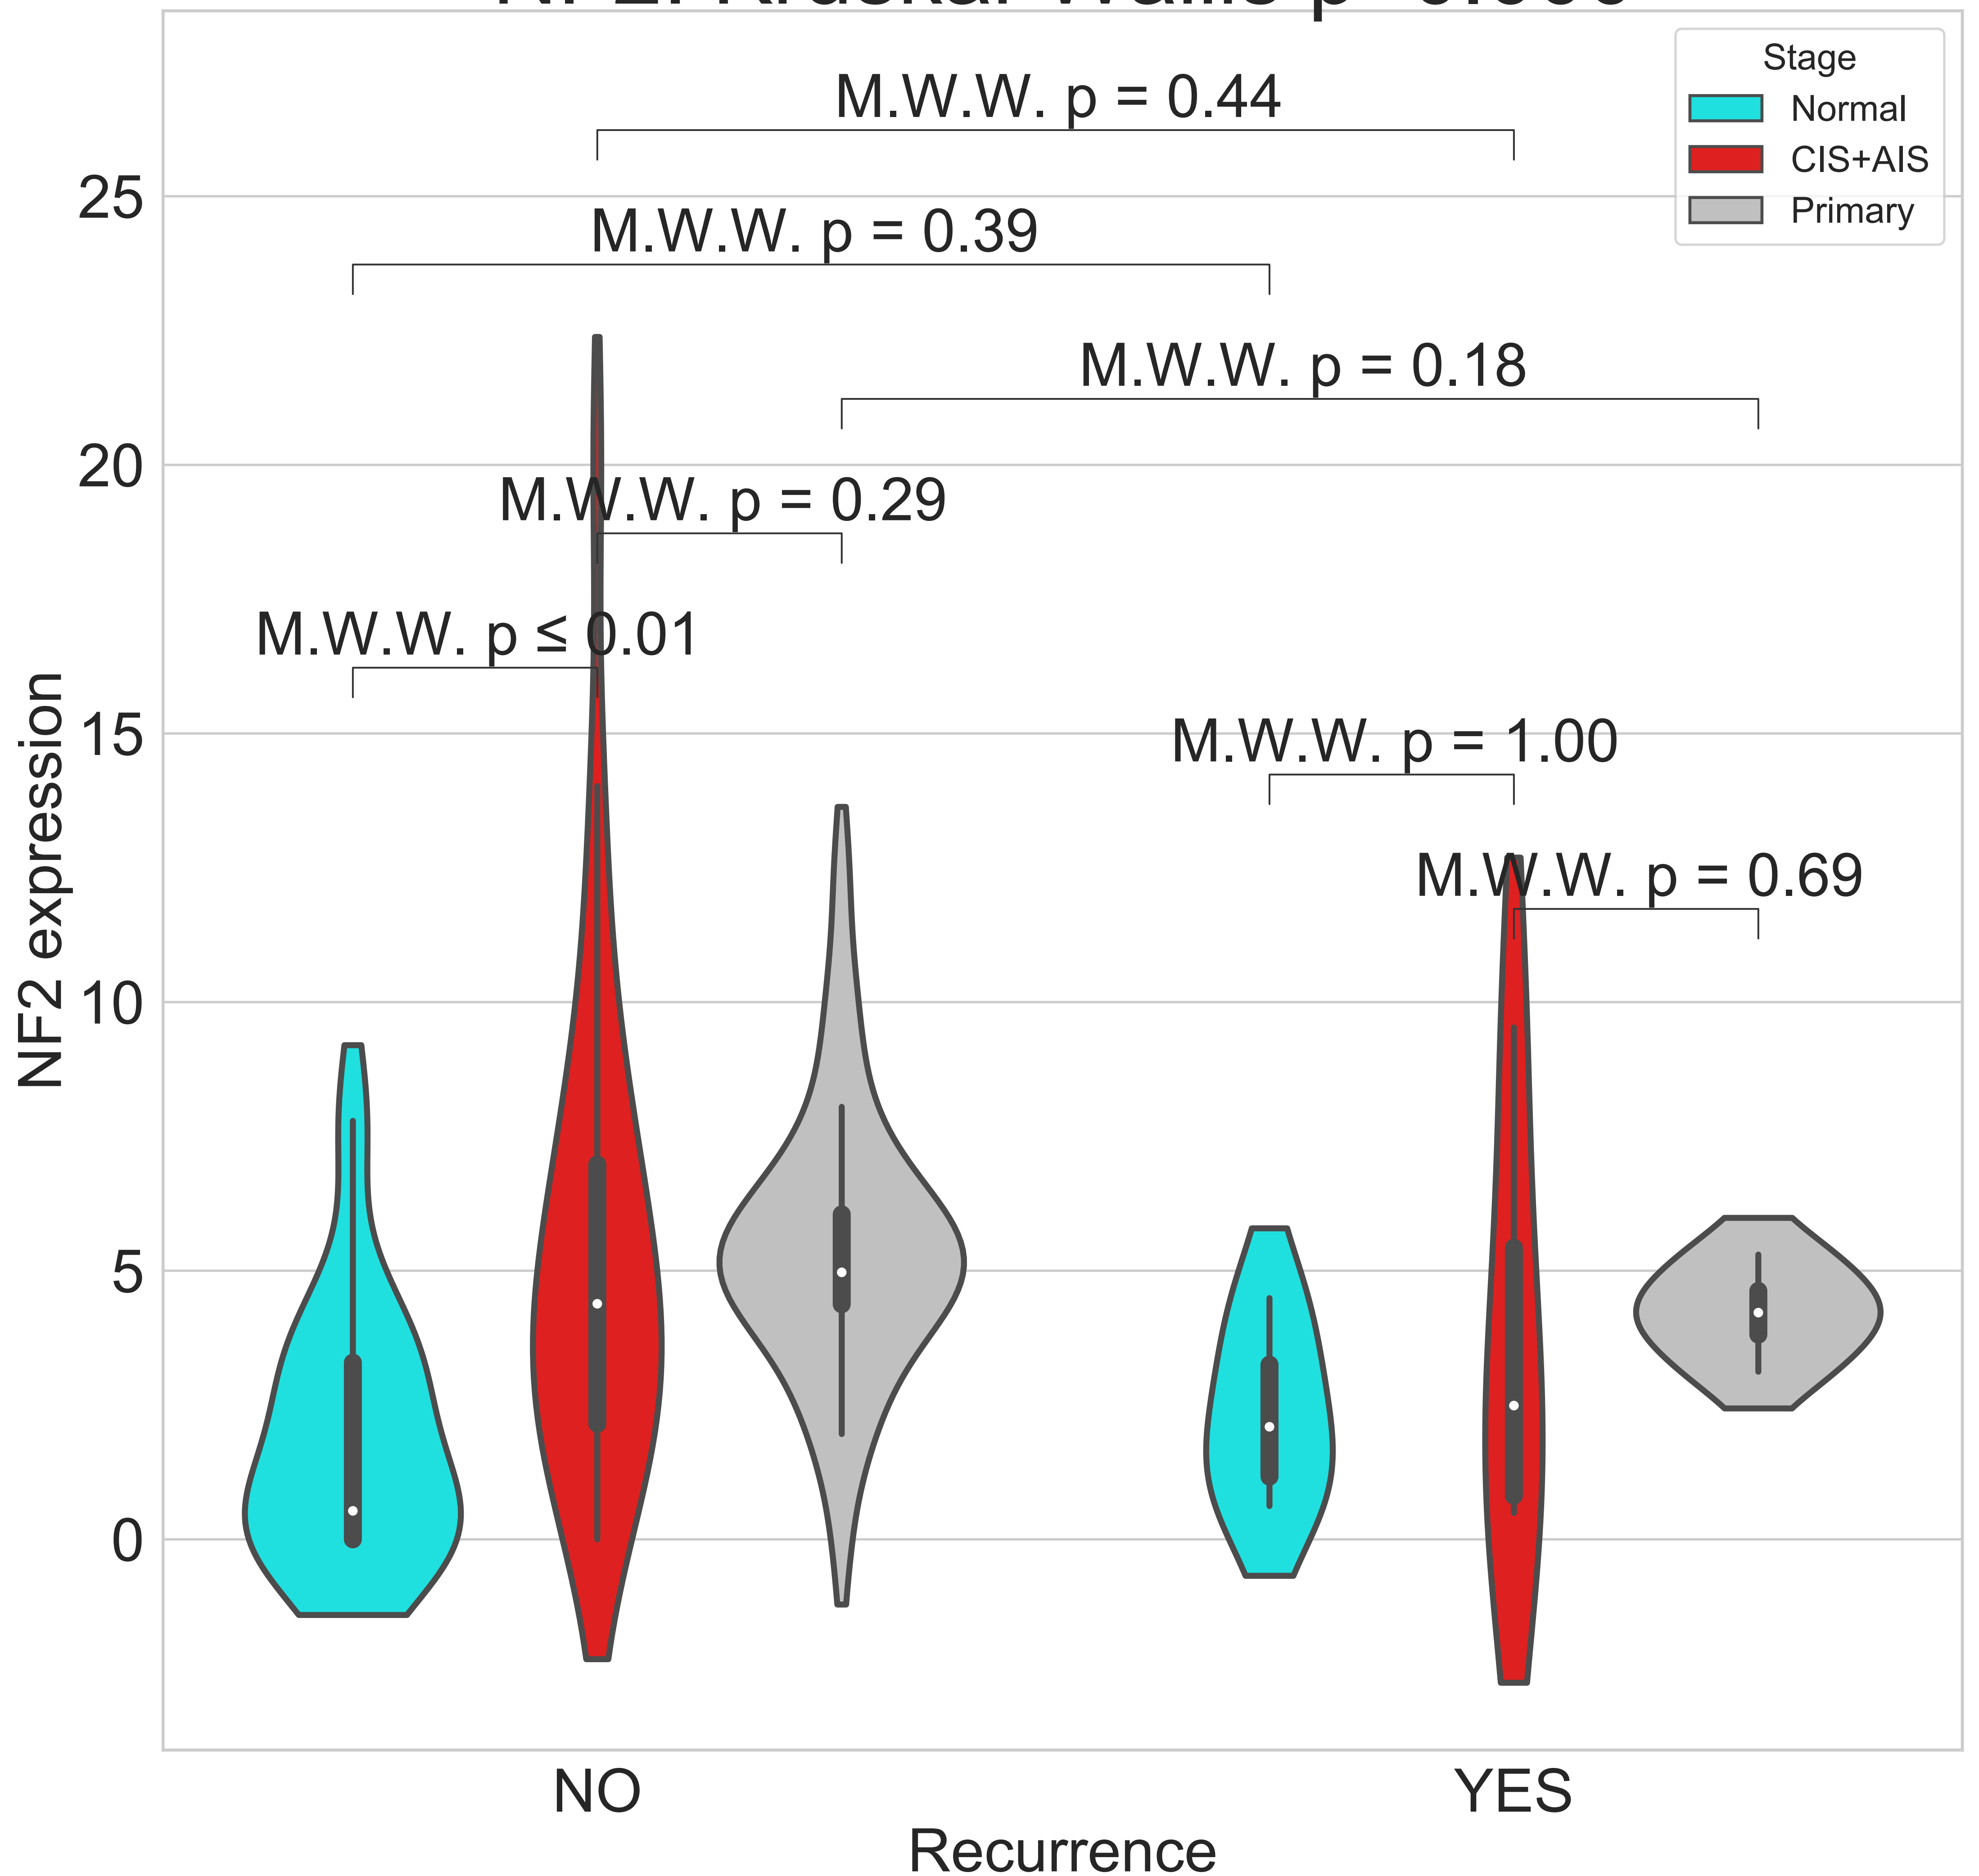 Stage
Normal
CIS+AIS
Primary
M.W.W. p = 0.44
M.W.W. p = 0.39
M.W.W. p = 0.18
M.W.W. p = 0.29
M.W.W. p ≤ 0.01
M.W.W. p = 1.00
M.W.W. p = 0.69
25
20
15
10
5
0
NF2 expression
NO
YES
Recurrence